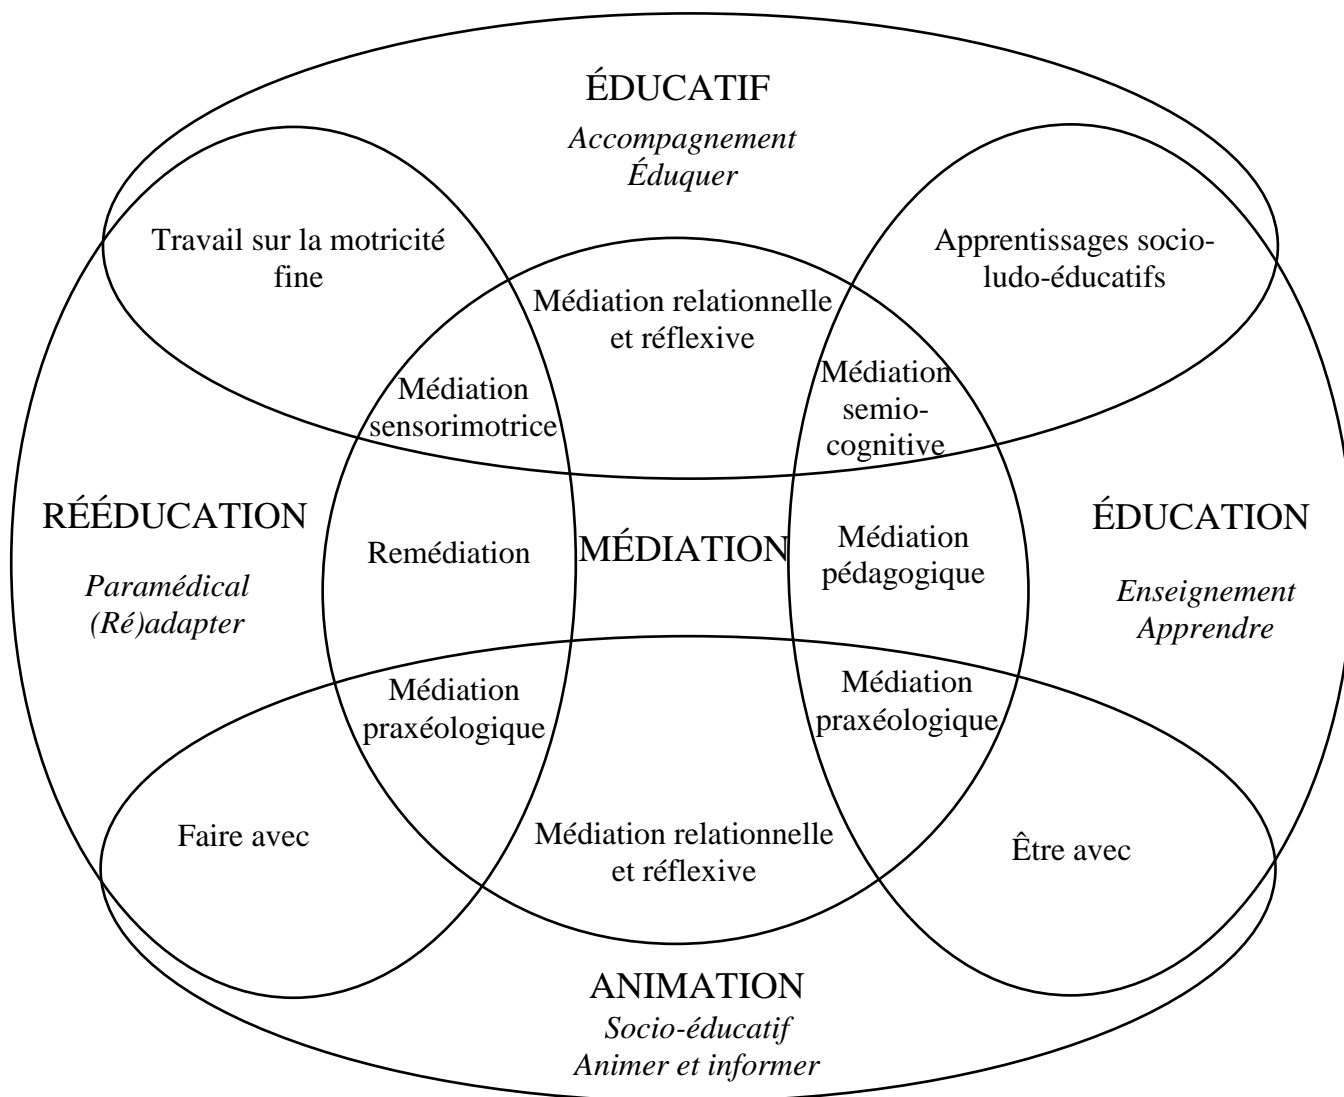 ÉDUCATIF
Accompagnement
Éduquer
Travail sur la motricité
fine
Apprentissages socio-
ludo-éducatifs
Médiation relationnelle
et réflexive
Médiation
sensorimotrice
Médiation
semio-
cognitive
RÉÉDUCATION
Paramédical
(Ré)adapter
Remédiation
MÉDIATION
Médiation
pédagogique
ÉDUCATION
Enseignement
Apprendre
Médiation
praxéologique
Médiation
praxéologique
Faire avec
Médiation relationnelle
et réflexive
Être avec
ANIMATION
Socio-éducatif
Animer et informer